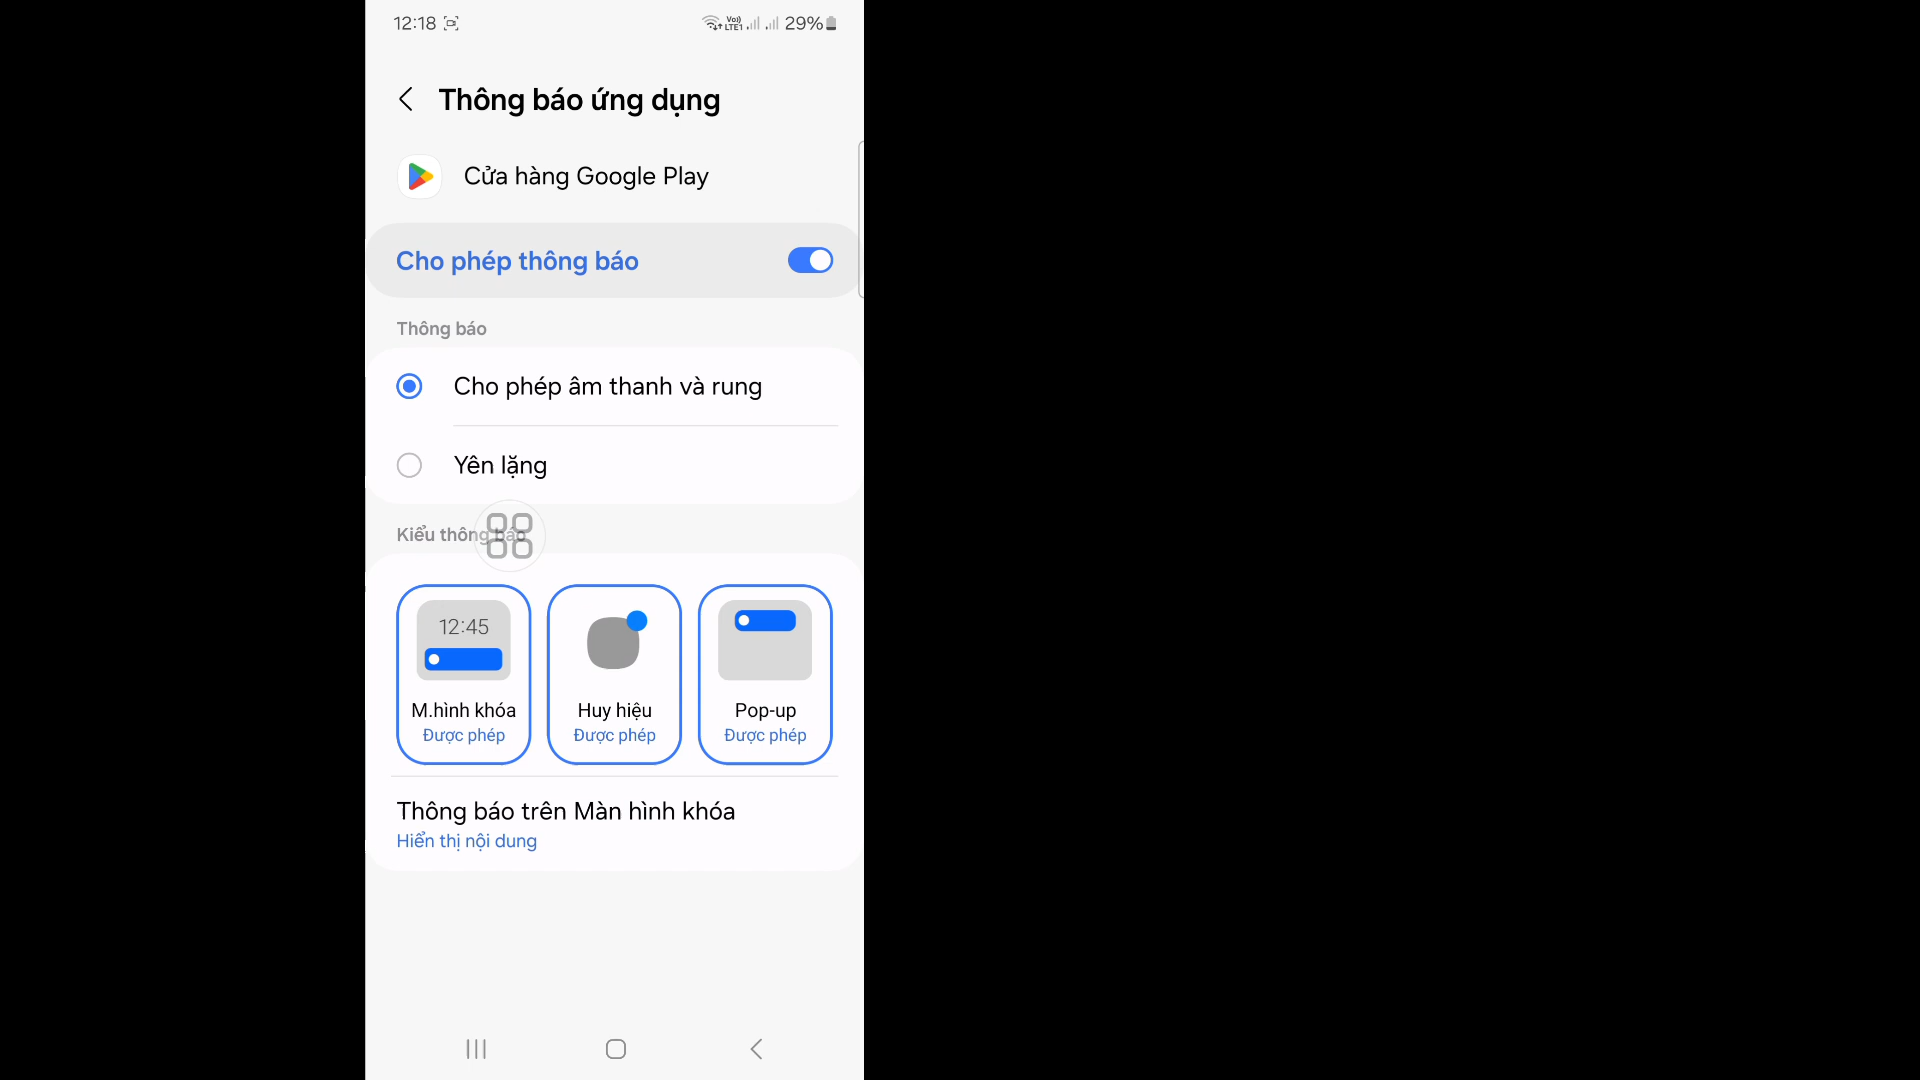 12:18 Vo)) LTE1 29%
Thông báo ứng dụng
Cửa hàng Google Play
Cho phép thông báo
Thông báo
Cho phép âm thanh và rung
Yên lặng
Kiểu thông báo
12:45
M.hình khóa Huy hiệu Pop-up
Được phép Được phép Được phép
Thông báo trên Màn hình khóa
Hiển thị nội dung